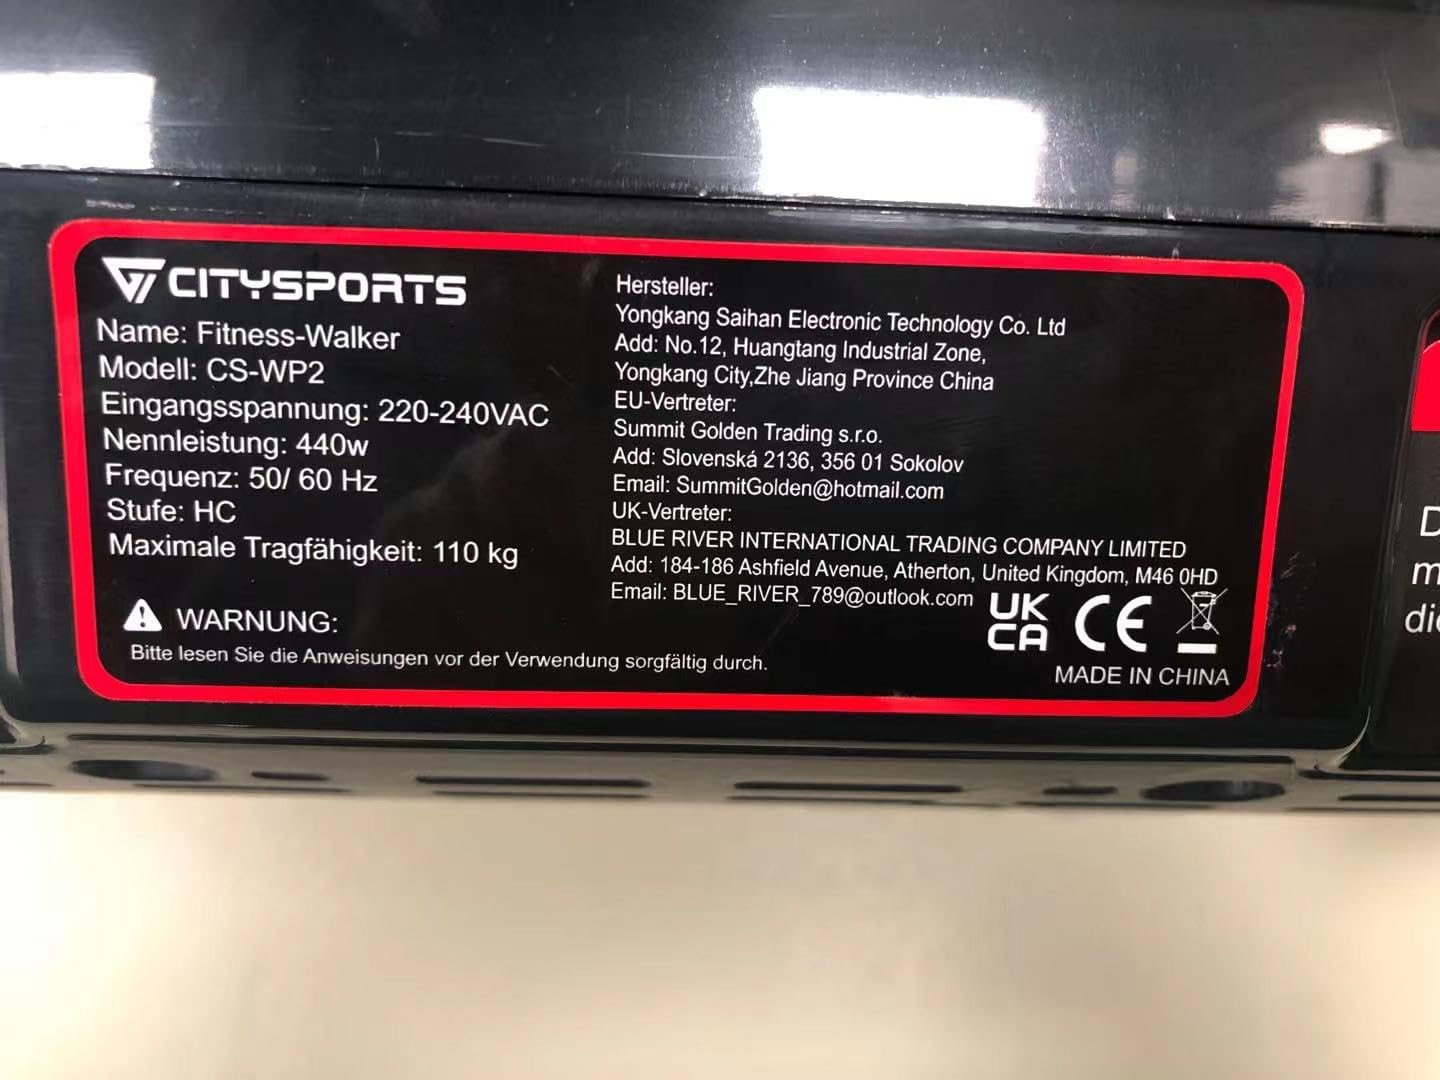 CITYSPORTS
Name: Fitness-Walker
Modell: CS-WP2
Eingangsspannung: 220-240VAC
Nennleistung: 440w
Frequenz: 50/ 60 Hz
Stufe: HC
Maximale Tragfähigkeit: 110 kg
WARNUNG:
Bitte lesen Sie die Anweisungen vor der Verwendung sorgfältig durch.
Hersteller:
Yongkang Saihan Electronic Technology Co. Ltd
Add: No.12, Huangtang Industrial Zone,
Yongkang City,Zhe Jiang Province China
EU-Vertreter:
Summit Golden Trading s.r.o.
Add: Slovenská 2136, 356 01 Sokolov
Email: SummitGolden@hotmail.com
UK-Vertreter:
BLUE RIVER INTERNATIONAL TRADING COMPANY LIMITED
Add: 184-186 Ashfield Avenue, Atherton, United Kingdom, M46 0HD
Email: BLUE_RIVER_789@outlook.com
UK
CA
CE
MADE IN CHINA